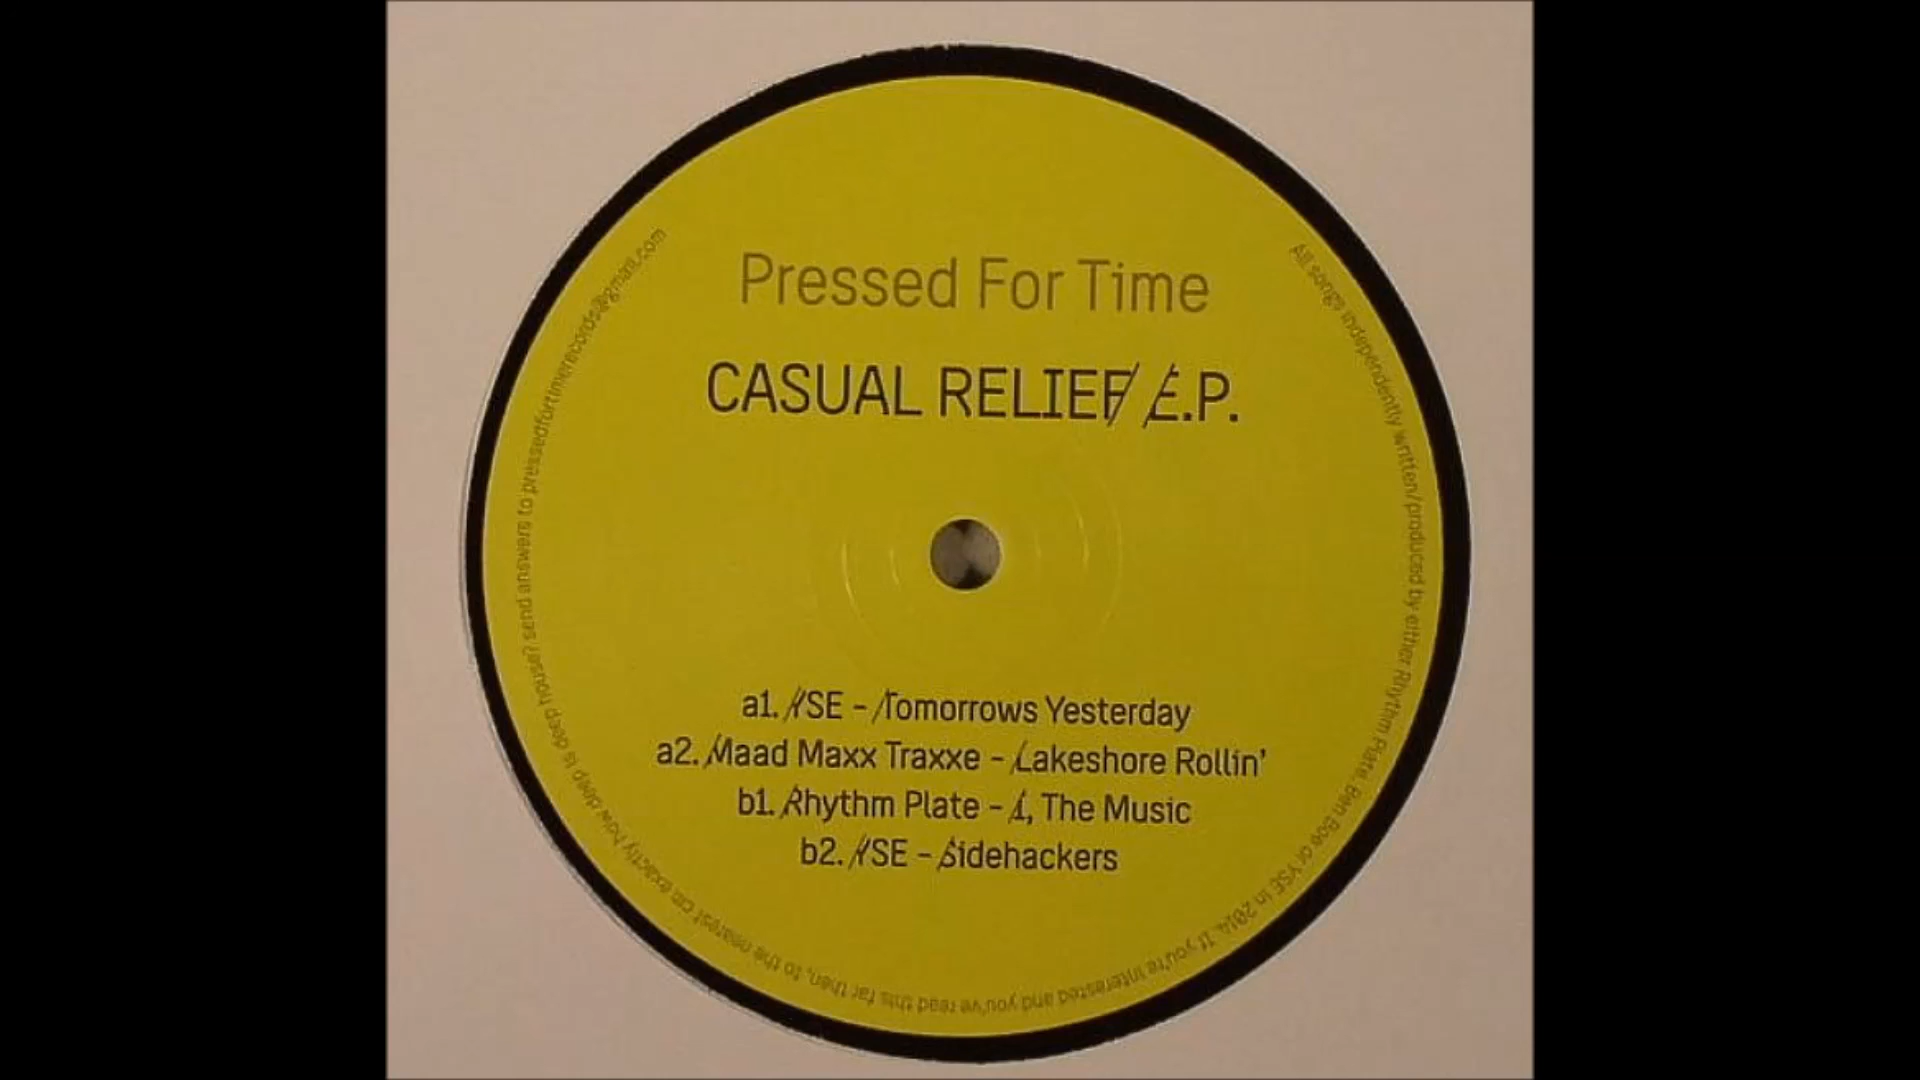 Pressed For Time
CASUAL RELIEF E.P.
a1. YSE - Tomorrows Yesterday
a2. Maad Maxx Traxxe - Lakeshore Rollin'
b1. Rhythm Plate - I, The Music
b2. YSE - Sidehackers
All songs independently written/produced by either Rhythm Plate, Ben Boe or YSE in 2014. If you're interested and you've read this far then, to the nearest cm exactly how deep is deep house? send answers to pressedfortimerecords@gmail.com